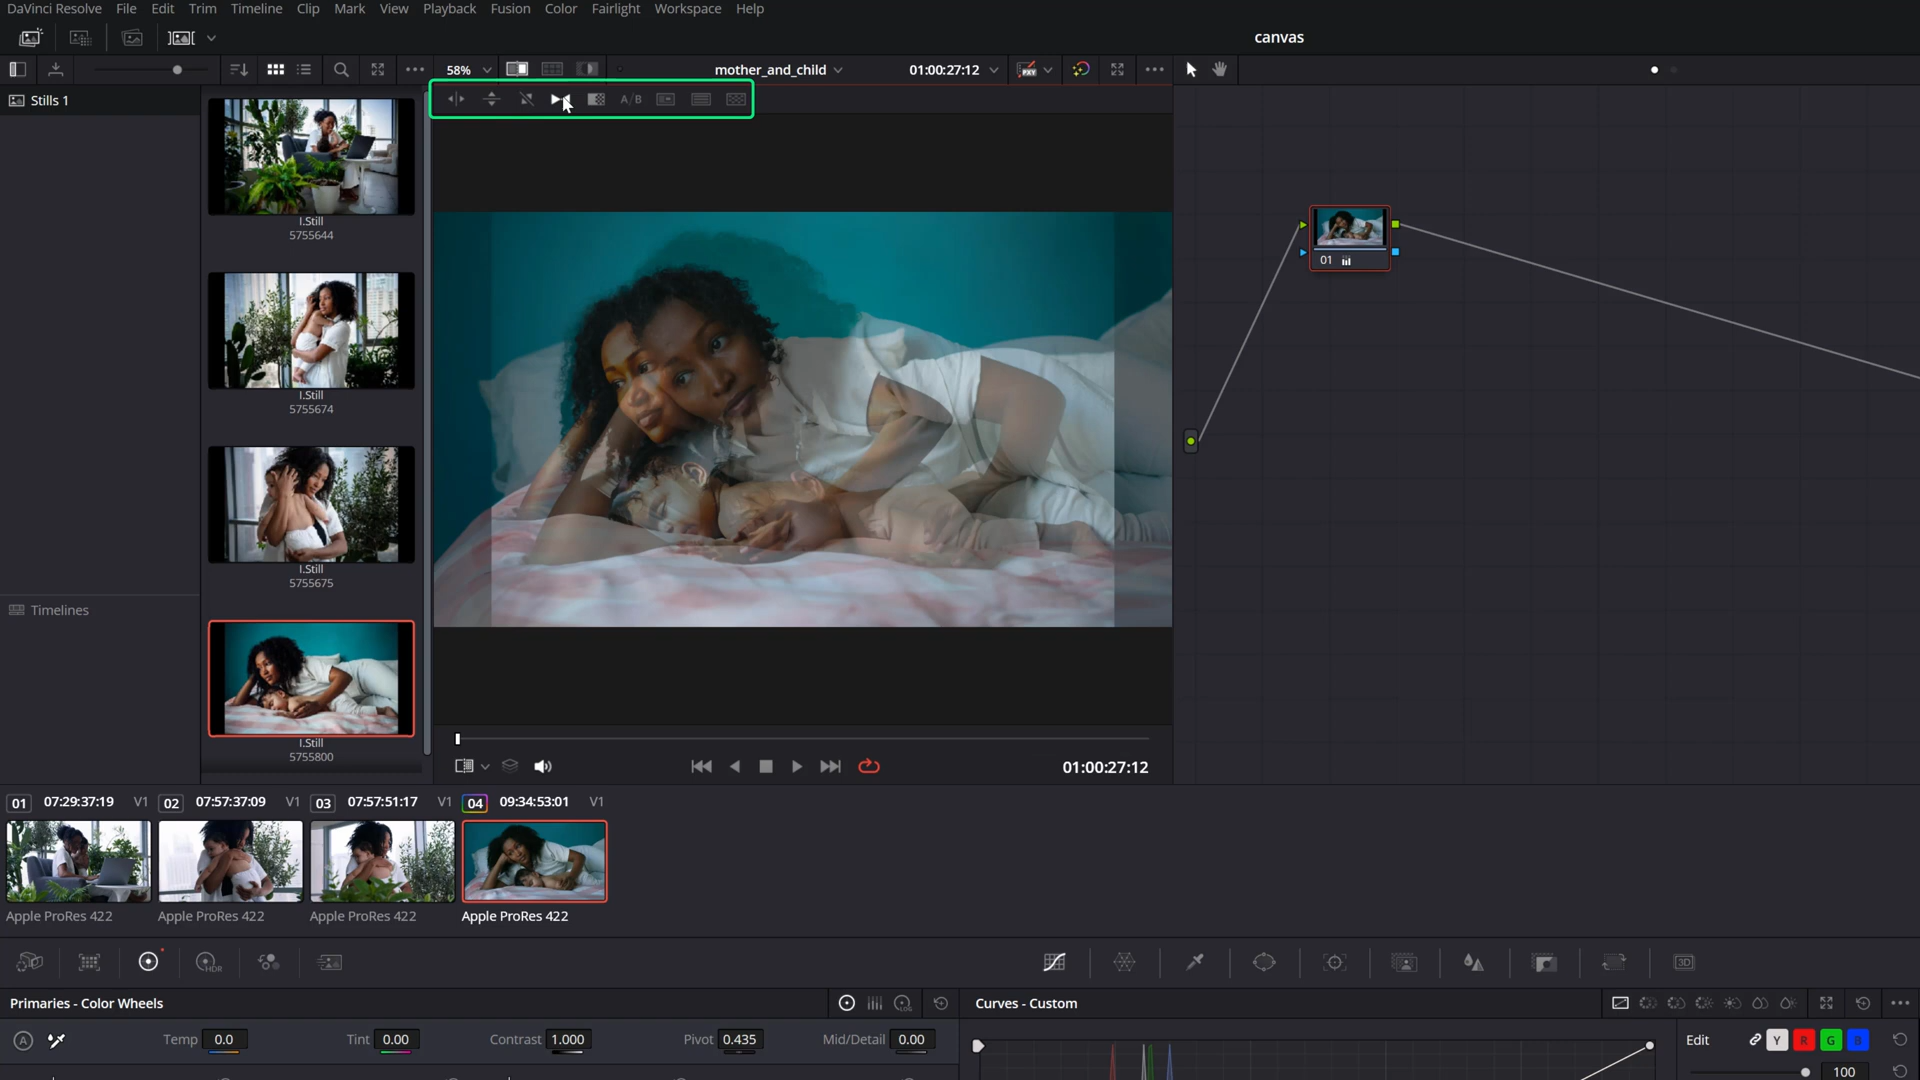 DaVinci Resolve File Edit Trim Timeline Clip Mark View Playback Fusion Color Fairlight Workspace Help
canvas
58% mother_and_child 01:00:27:12
Stills 1
A/B
I.Still
5755644
I.Still
5755674
I.Still
5755675
I.Still
5755800
Timelines
01
01:00:27:12
01 07:29:37:19 V1 02 07:57:37:09 V1 03 07:57:51:17 V1 04 09:34:53:01 V1
Apple ProRes 422 Apple ProRes 422 Apple ProRes 422 Apple ProRes 422
HDR 3D
Primaries - Color Wheels LOG Curves - Custom
A Temp 0.0 Tint 0.00 Contrast 1.000 Pivot 0.435 Mid/Detail 0.00 Edit Y R G B
100